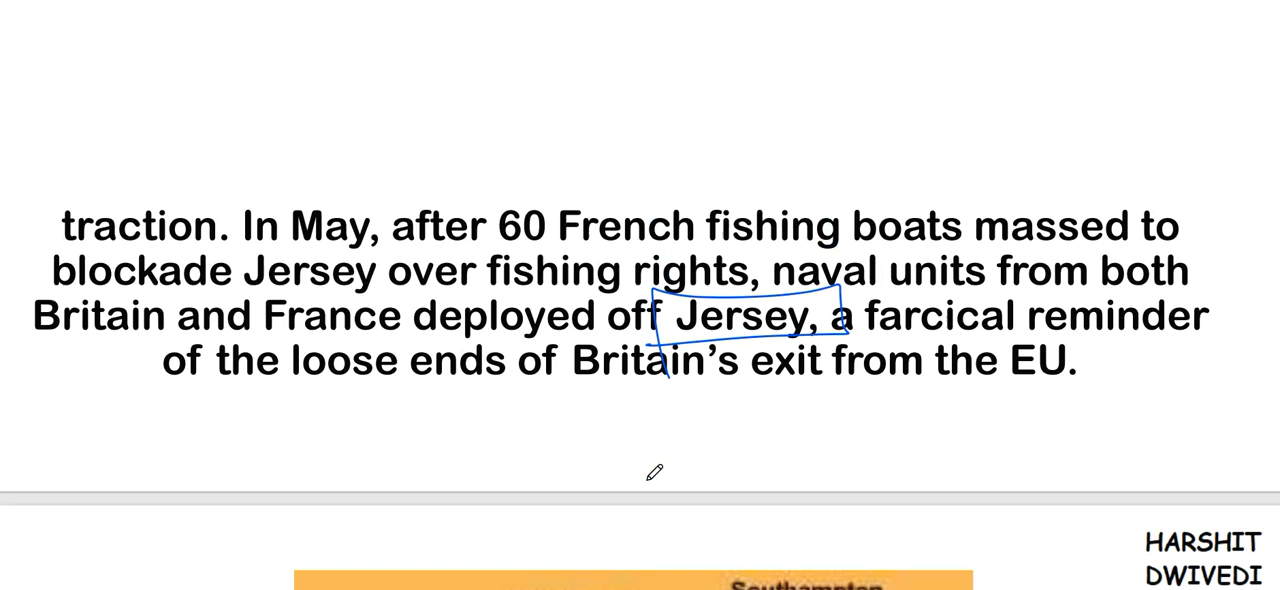 traction. In May, after 60 French fishing boats massed to
blockade Jersey over fishing rights, naval units from both
Britain and France deployed off Jersey, a farcical reminder
of the loose ends of Britain’s exit from the EU.
HARSHIT
DWIVEDI
Southampton